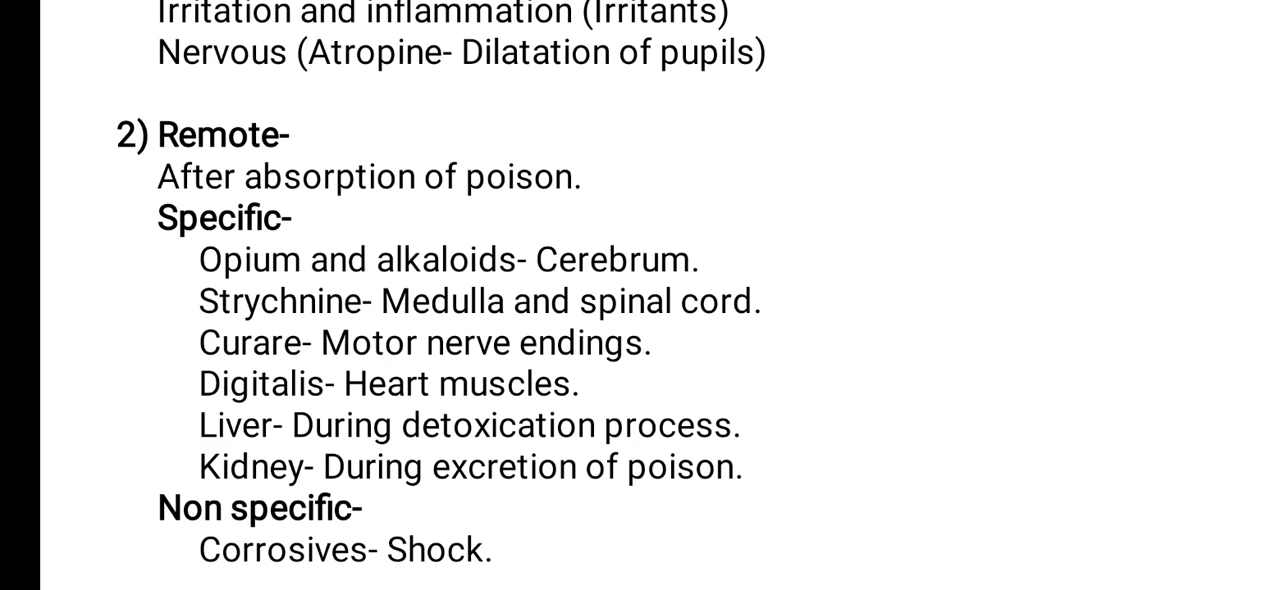 Irritation and inflammation (Irritants)
Nervous (Atropine- Dilatation of pupils)
2) Remote-
After absorption of poison.
Specific-
Opium and alkaloids- Cerebrum.
Strychnine- Medulla and spinal cord.
Curare- Motor nerve endings.
Digitalis- Heart muscles.
Liver- During detoxication process.
Kidney- During excretion of poison.
Non specific-
Corrosives- Shock.